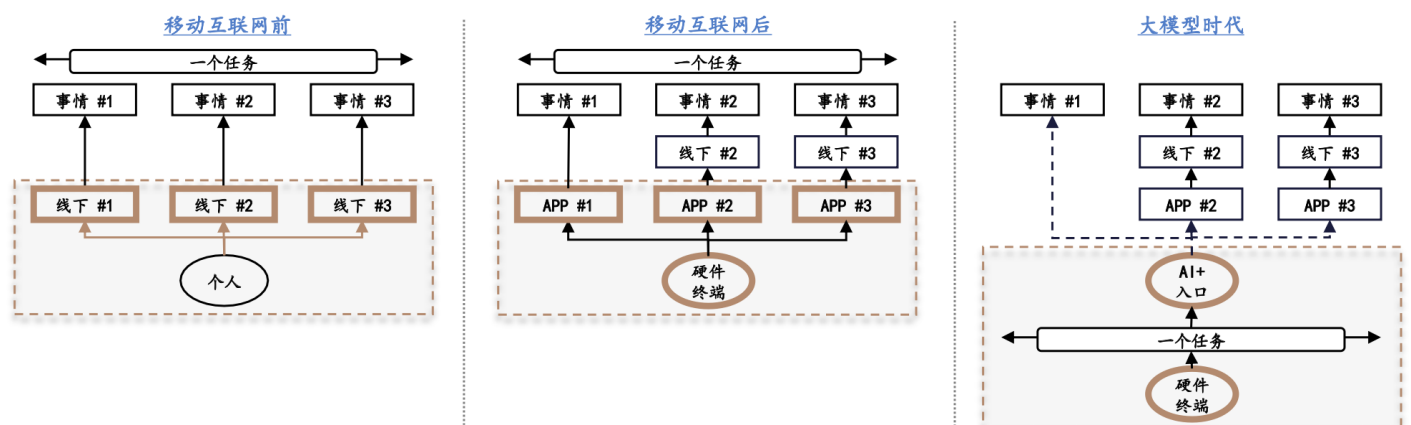 移动互联网前
一个任务
事情 #1
事情 #2
事情 #3
线下 #1
线下 #2
线下 #3
个人
移动互联网后
一个任务
事情 #1
事情 #2
事情 #3
线下 #2
线下 #3
APP #1
APP #2
APP #3
硬件
终端
大模型时代
事情 #1
事情 #2
事情 #3
线下 #2
线下 #3
APP #2
APP #3
AI+
入口
一个任务
硬件
终端